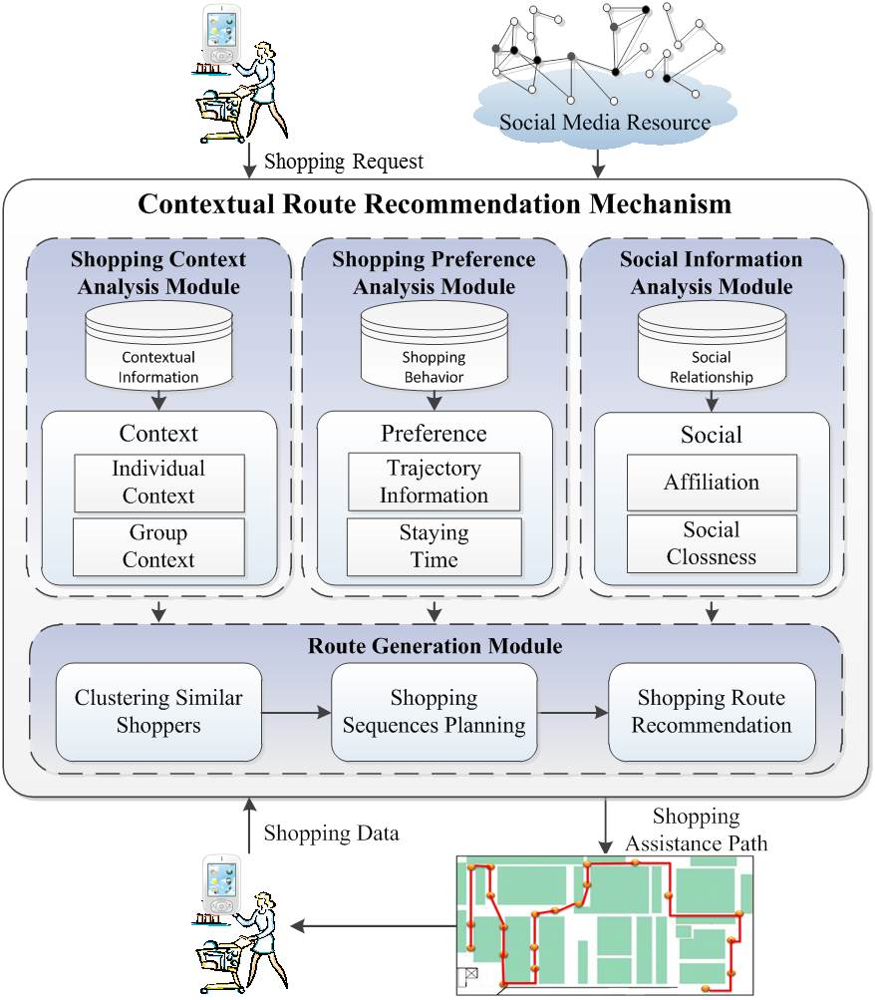 Social Media Resource
Shopping Request
Contextual Route Recommendation Mechanism
Shopping Context
Analysis Module
Contextual
Information
Context
Individual
Context
Group
Context
Shopping Preference
Analysis Module
Shopping
Behavior
Preference
Trajectory
Information
Staying
Time
Social Information
Analysis Module
Social
Relationship
Social
Affiliation
Social
Clossness
Route Generation Module
Clustering Similar
Shoppers
Shopping
Sequences Planning
Shopping Route
Recommendation
Shopping Data
Shopping
Assistance Path